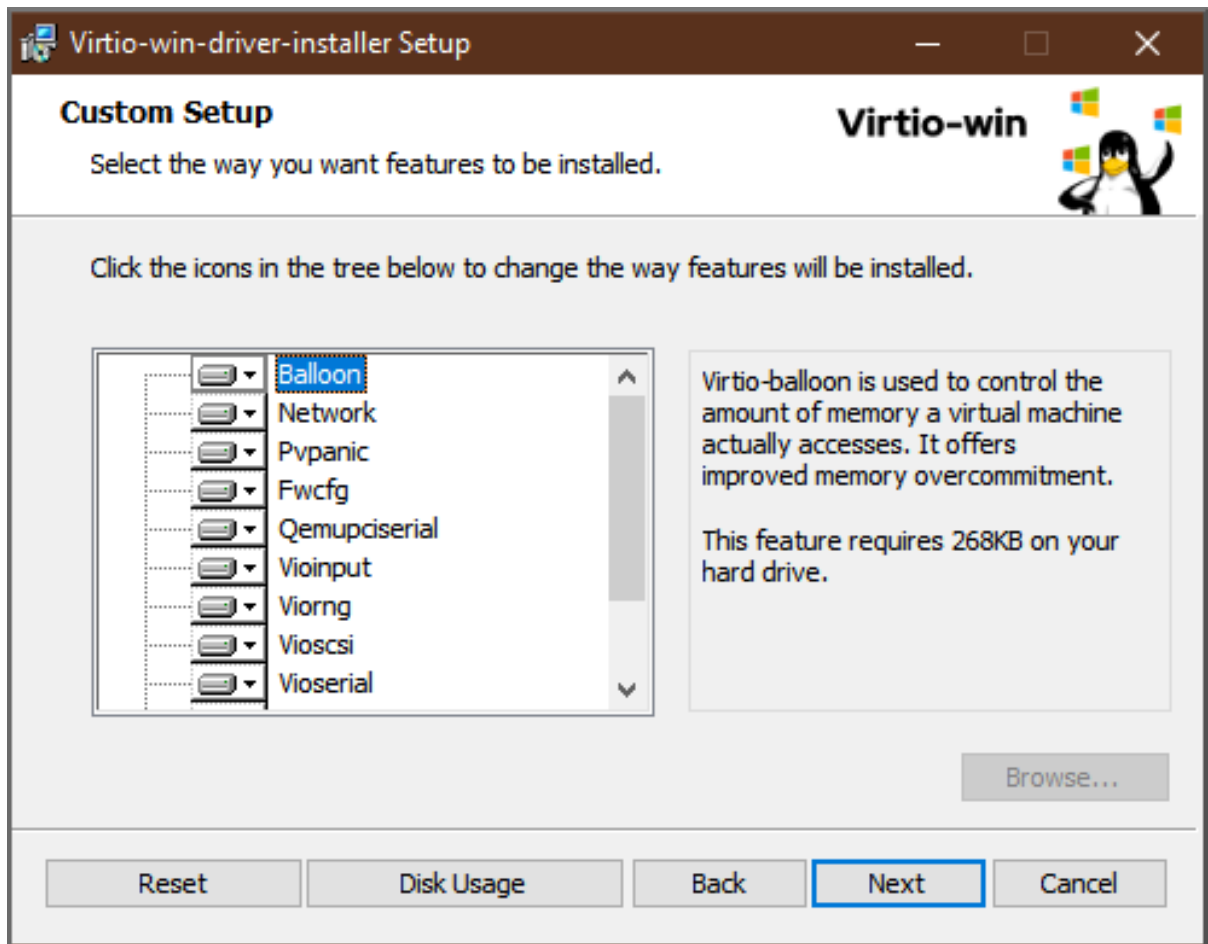 Virtio-win-driver-installer Setup
Custom Setup
Virtio-win
Select the way you want features to be installed.
Click the icons in the tree below to change the way features will be installed.
Balloon
Network
Pvpanic
Fwcfg
Qemupciserial
Vioinput
Viorng
Vioscsi
Vioserial
Virtio-balloon is used to control the
amount of memory a virtual machine
actually accesses. It offers
improved memory overcommitment.
This feature requires 268KB on your
hard drive.
Browse...
Reset
Disk Usage
Back
Next
Cancel